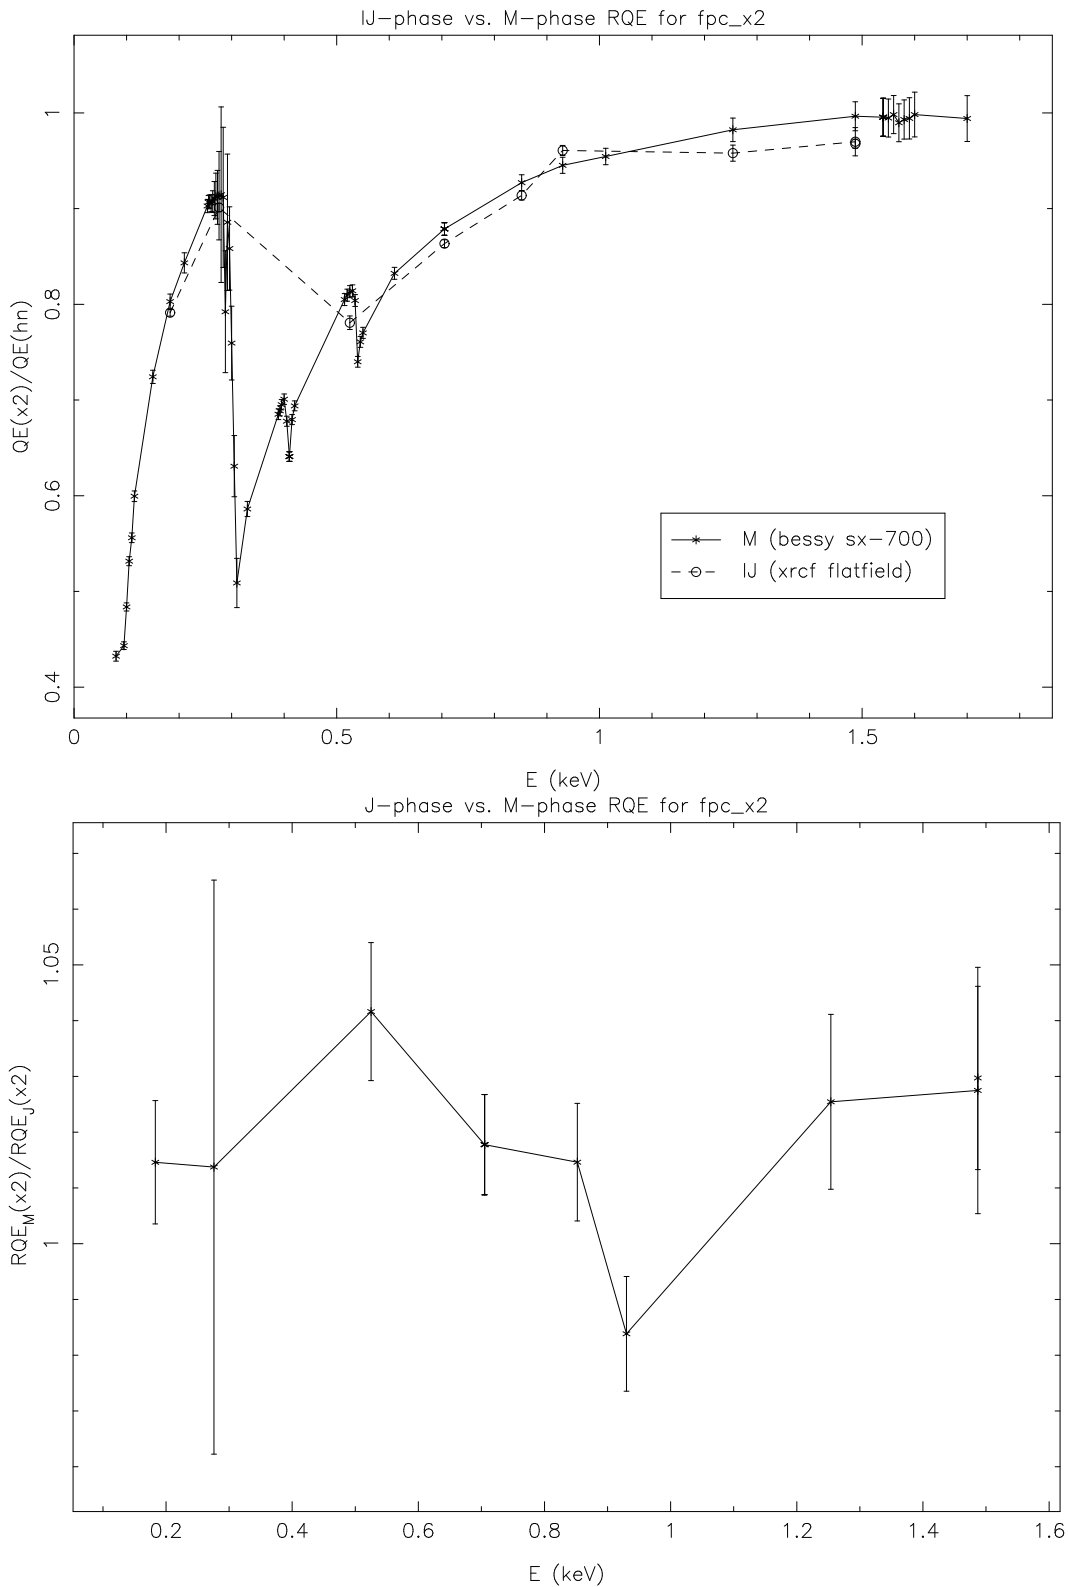 IJ-phase vs. M-phase RQE for fpc_x2
QE(x2)/QE(hn)
1
0.8
0.6
0.4
M (bessy sx-700)
IJ (xrcf flatfield)
0 0.5 1 1.5
E (keV)
J-phase vs. M-phase RQE for fpc_x2
RQE_M(x2)/RQE_J(x2)
1.05
1
0.2 0.4 0.6 0.8 1 1.2 1.4 1.6
E (keV)